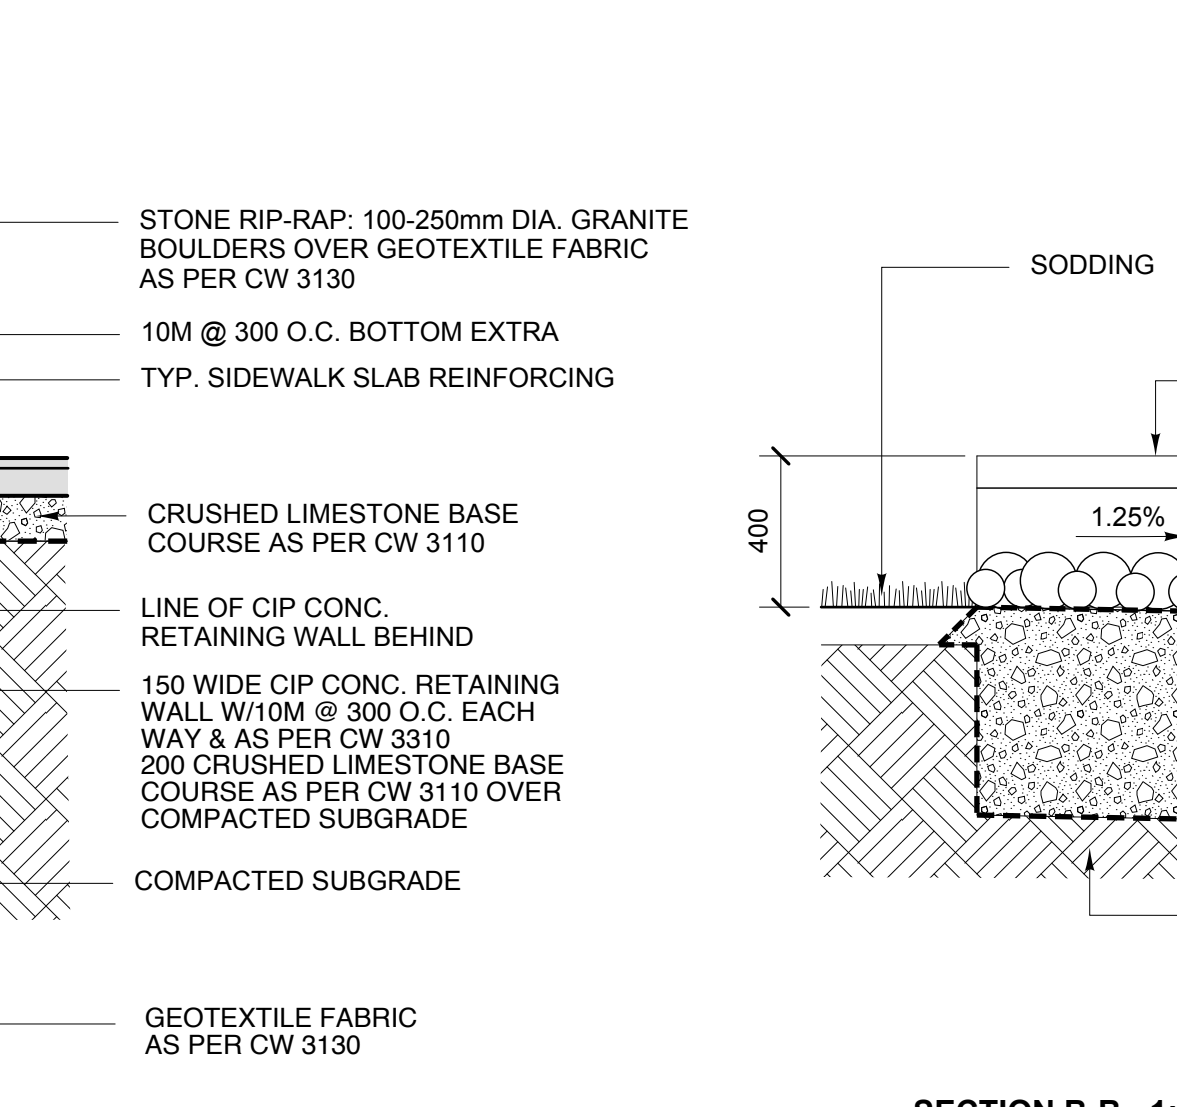 STONE RIP-RAP: 100-250mm DIA. GRANITE
BOULDERS OVER GEOTEXTILE FABRIC
AS PER CW 3130
10M @ 300 O.C. BOTTOM EXTRA
TYP. SIDEWALK SLAB REINFORCING
CRUSHED LIMESTONE BASE
COURSE AS PER CW 3110
LINE OF CIP CONC.
RETAINING WALL BEHIND
150 WIDE CIP CONC. RETAINING
WALL W/10M @ 300 O.C. EACH
WAY & AS PER CW 3310
200 CRUSHED LIMESTONE BASE
COURSE AS PER CW 3110 OVER
COMPACTED SUBGRADE
COMPACTED SUBGRADE
GEOTEXTILE FABRIC
AS PER CW 3130
SODDING
400
1.25%
SECTION B-B